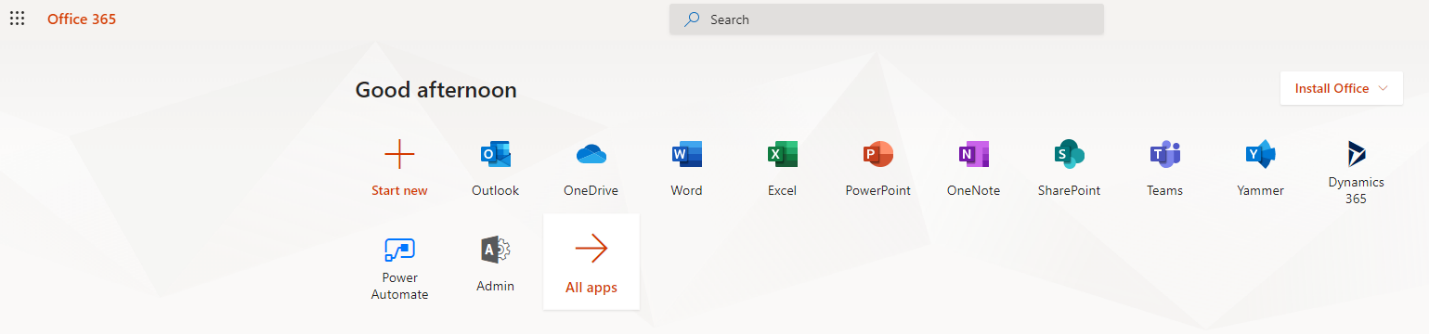 Office 365
Search
Good afternoon
Install Office
Start new
Outlook
OneDrive
Word
Excel
PowerPoint
OneNote
SharePoint
Teams
Yammer
Dynamics
365
Power
Automate
Admin
All apps